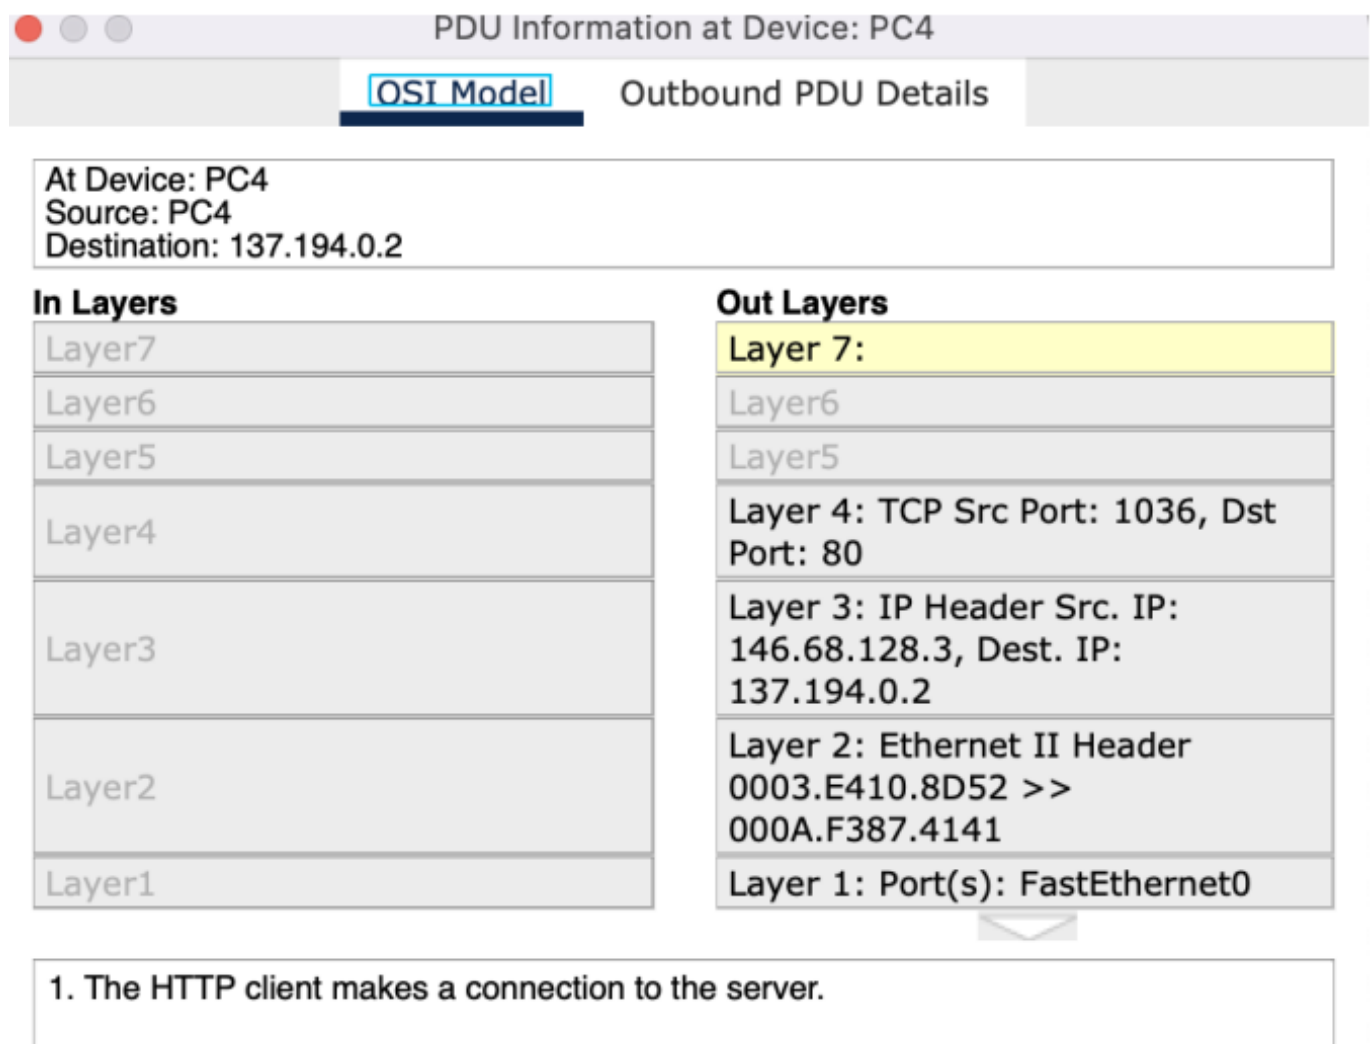 PDU Information at Device: PC4
OSI Model Outbound PDU Details
At Device: PC4
Source: PC4
Destination: 137.194.0.2
In Layers
Layer7
Layer6
Layer5
Layer4
Layer3
Layer2
Layer1
Out Layers
Layer 7:
Layer6
Layer5
Layer 4: TCP Src Port: 1036, Dst
Port: 80
Layer 3: IP Header Src. IP:
146.68.128.3, Dest. IP:
137.194.0.2
Layer 2: Ethernet II Header
0003.E410.8D52 >>
000A.F387.4141
Layer 1: Port(s): FastEthernet0
1. The HTTP client makes a connection to the server.